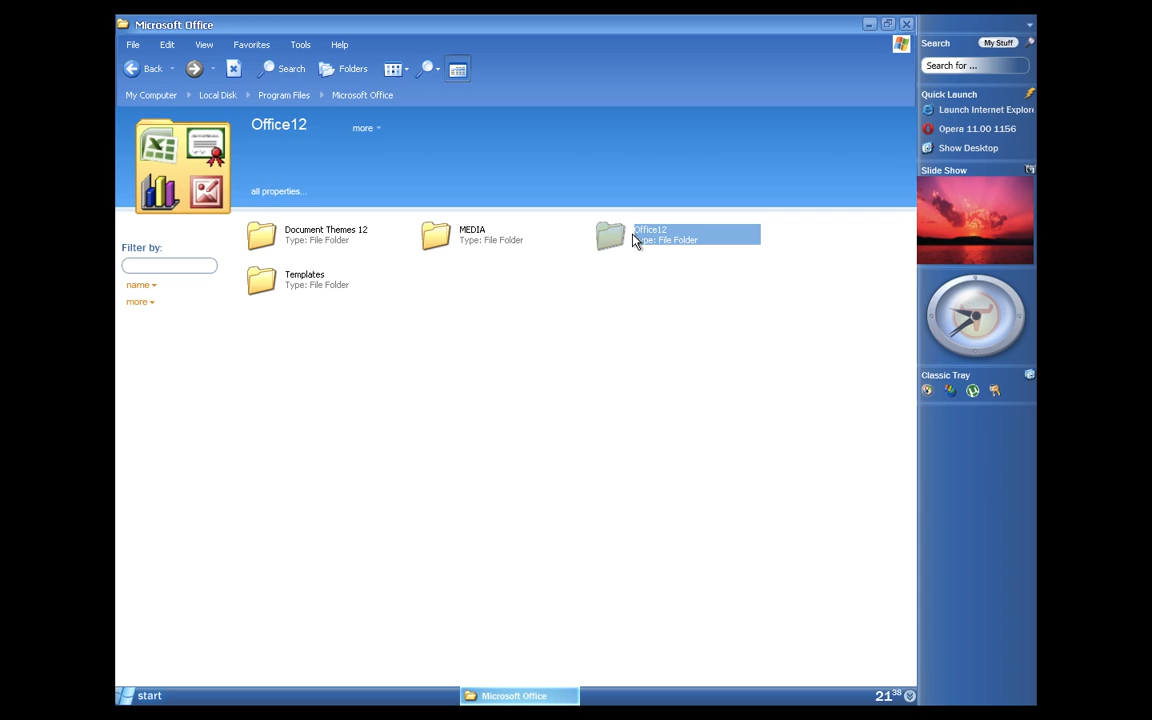 Microsoft Office
File Edit View Favorites Tools Help
Back Search Folders
My Computer Local Disk Program Files Microsoft Office
Office12
more
all properties...
Filter by:
name
more
Document Themes 12
Type: File Folder
MEDIA
Type: File Folder
Office12
Type: File Folder
Templates
Type: File Folder
Search My Stuff
Search for ...
Quick Launch
Launch Internet Explore
Opera 11.00 1156
Show Desktop
Slide Show
Classic Tray
start
Microsoft Office
21 38